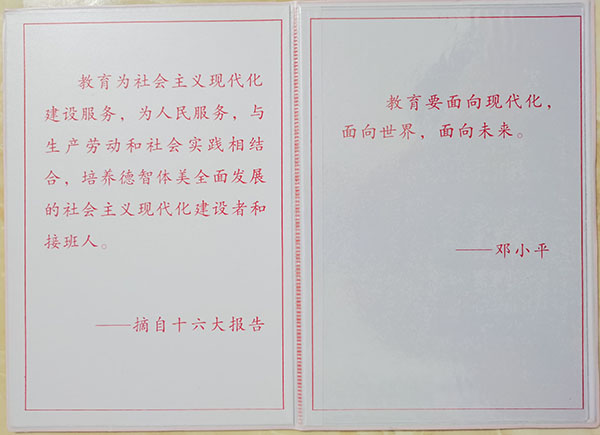 教育为社会主义现代化
建设服务，为人民服务，与
生产劳动和社会实践相结
合，培养德智体美全面发展
的社会主义现代化建设者和
接班人。
——摘自十六大报告
教育要面向现代化，
面向世界，面向未来。
——邓小平